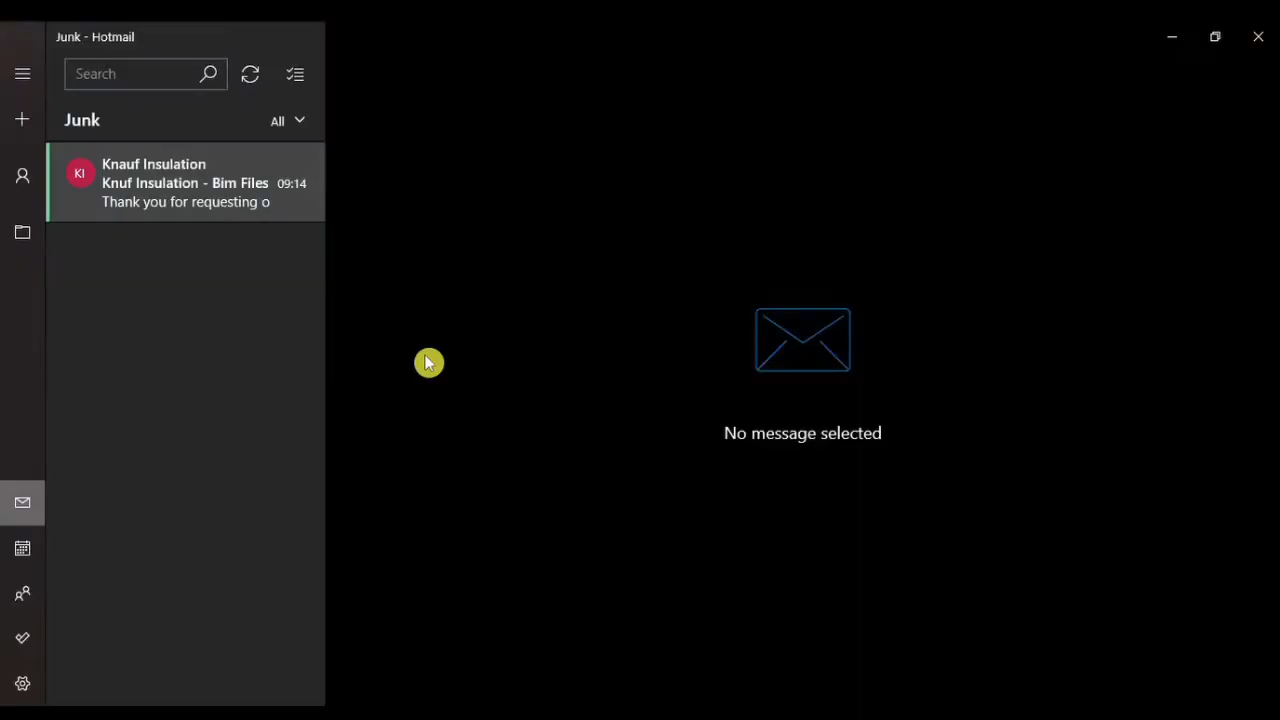 Junk - Hotmail
Search
Junk
All
KI
Knauf Insulation
Knuf Insulation - Bim Files 09:14
Thank you for requesting o
No message selected